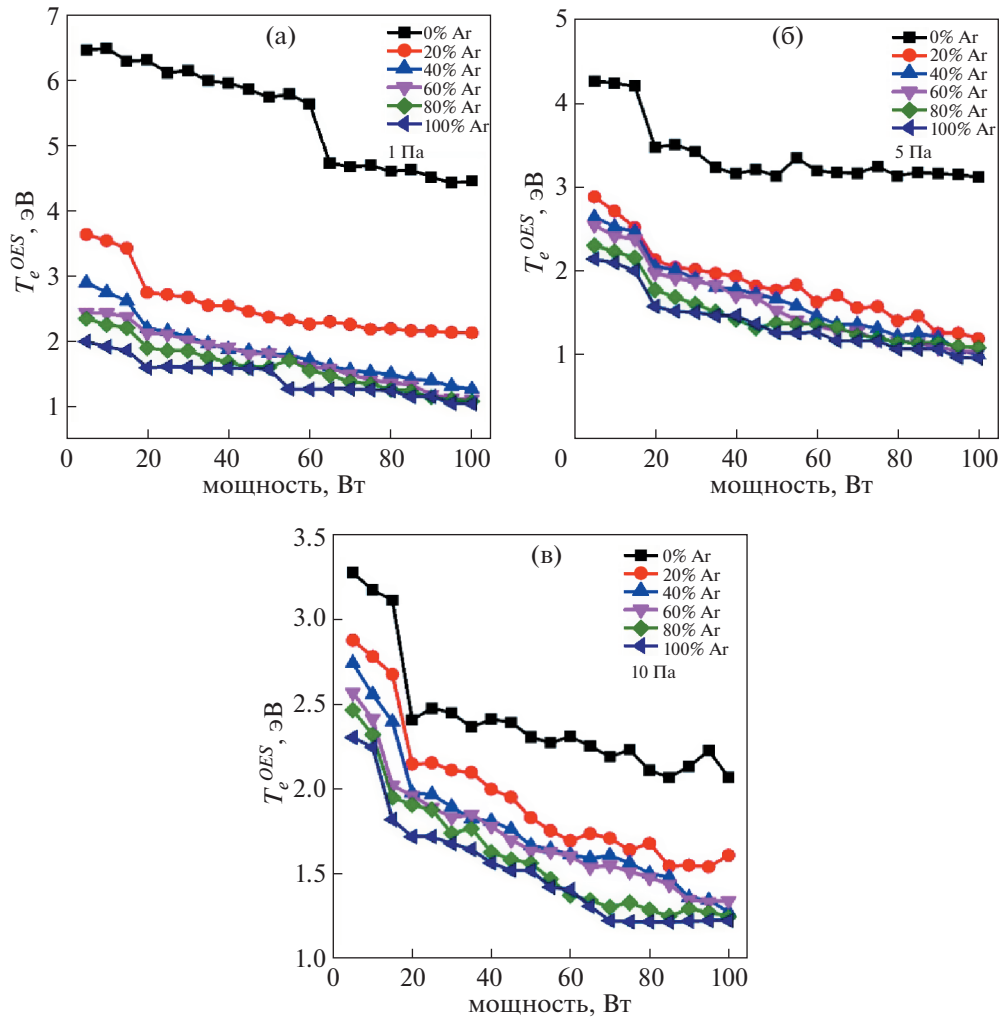 (а)
7
6
5
4
3
2
1
0% Ar
20% Ar
40% Ar
60% Ar
80% Ar
100% Ar
1 Па
T_e^{OES}, эВ
0 20 40 60 80 100
мощность, Вт
(б)
5
4
3
2
1
0% Ar
20% Ar
40% Ar
60% Ar
80% Ar
100% Ar
5 Па
T_e^{OES}, эВ
0 20 40 60 80 100
мощность, Вт
(в)
3.5
3.0
2.5
2.0
1.5
1.0
0% Ar
20% Ar
40% Ar
60% Ar
80% Ar
100% Ar
10 Па
T_e^{OES}, эВ
0 20 40 60 80 100
мощность, Вт